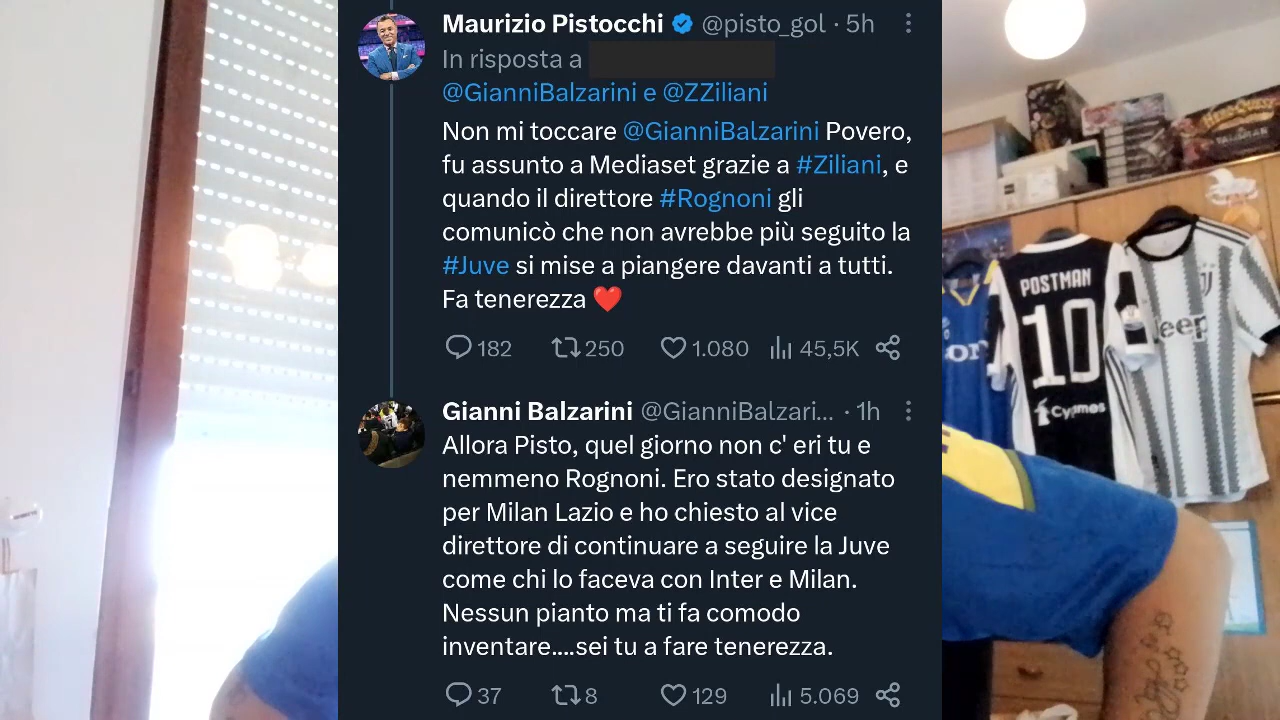 Maurizio Pistocchi @pisto_gol · 5h
In risposta a
@GianniBalzarini e @ZZiliani
Non mi toccare @GianniBalzarini Povero,
fu assunto a Mediaset grazie a #Ziliani, e
quando il direttore #Rognoni gli
comunicò che non avrebbe più seguito la
#Juve si mise a piangere davanti a tutti.
Fa tenerezza ❤️
182 250 1.080 45,5K
Gianni Balzarini @GianniBalzari... · 1h
Allora Pisto, quel giorno non c' eri tu e
nemmeno Rognoni. Ero stato designato
per Milan Lazio e ho chiesto al vice
direttore di continuare a seguire la Juve
come chi lo faceva con Inter e Milan.
Nessun pianto ma ti fa comodo
inventare....sei tu a fare tenerezza.
37 8 129 5.069
HEROQUEST
TALISMAN
POSTMAN
10
Cygames
Jeep